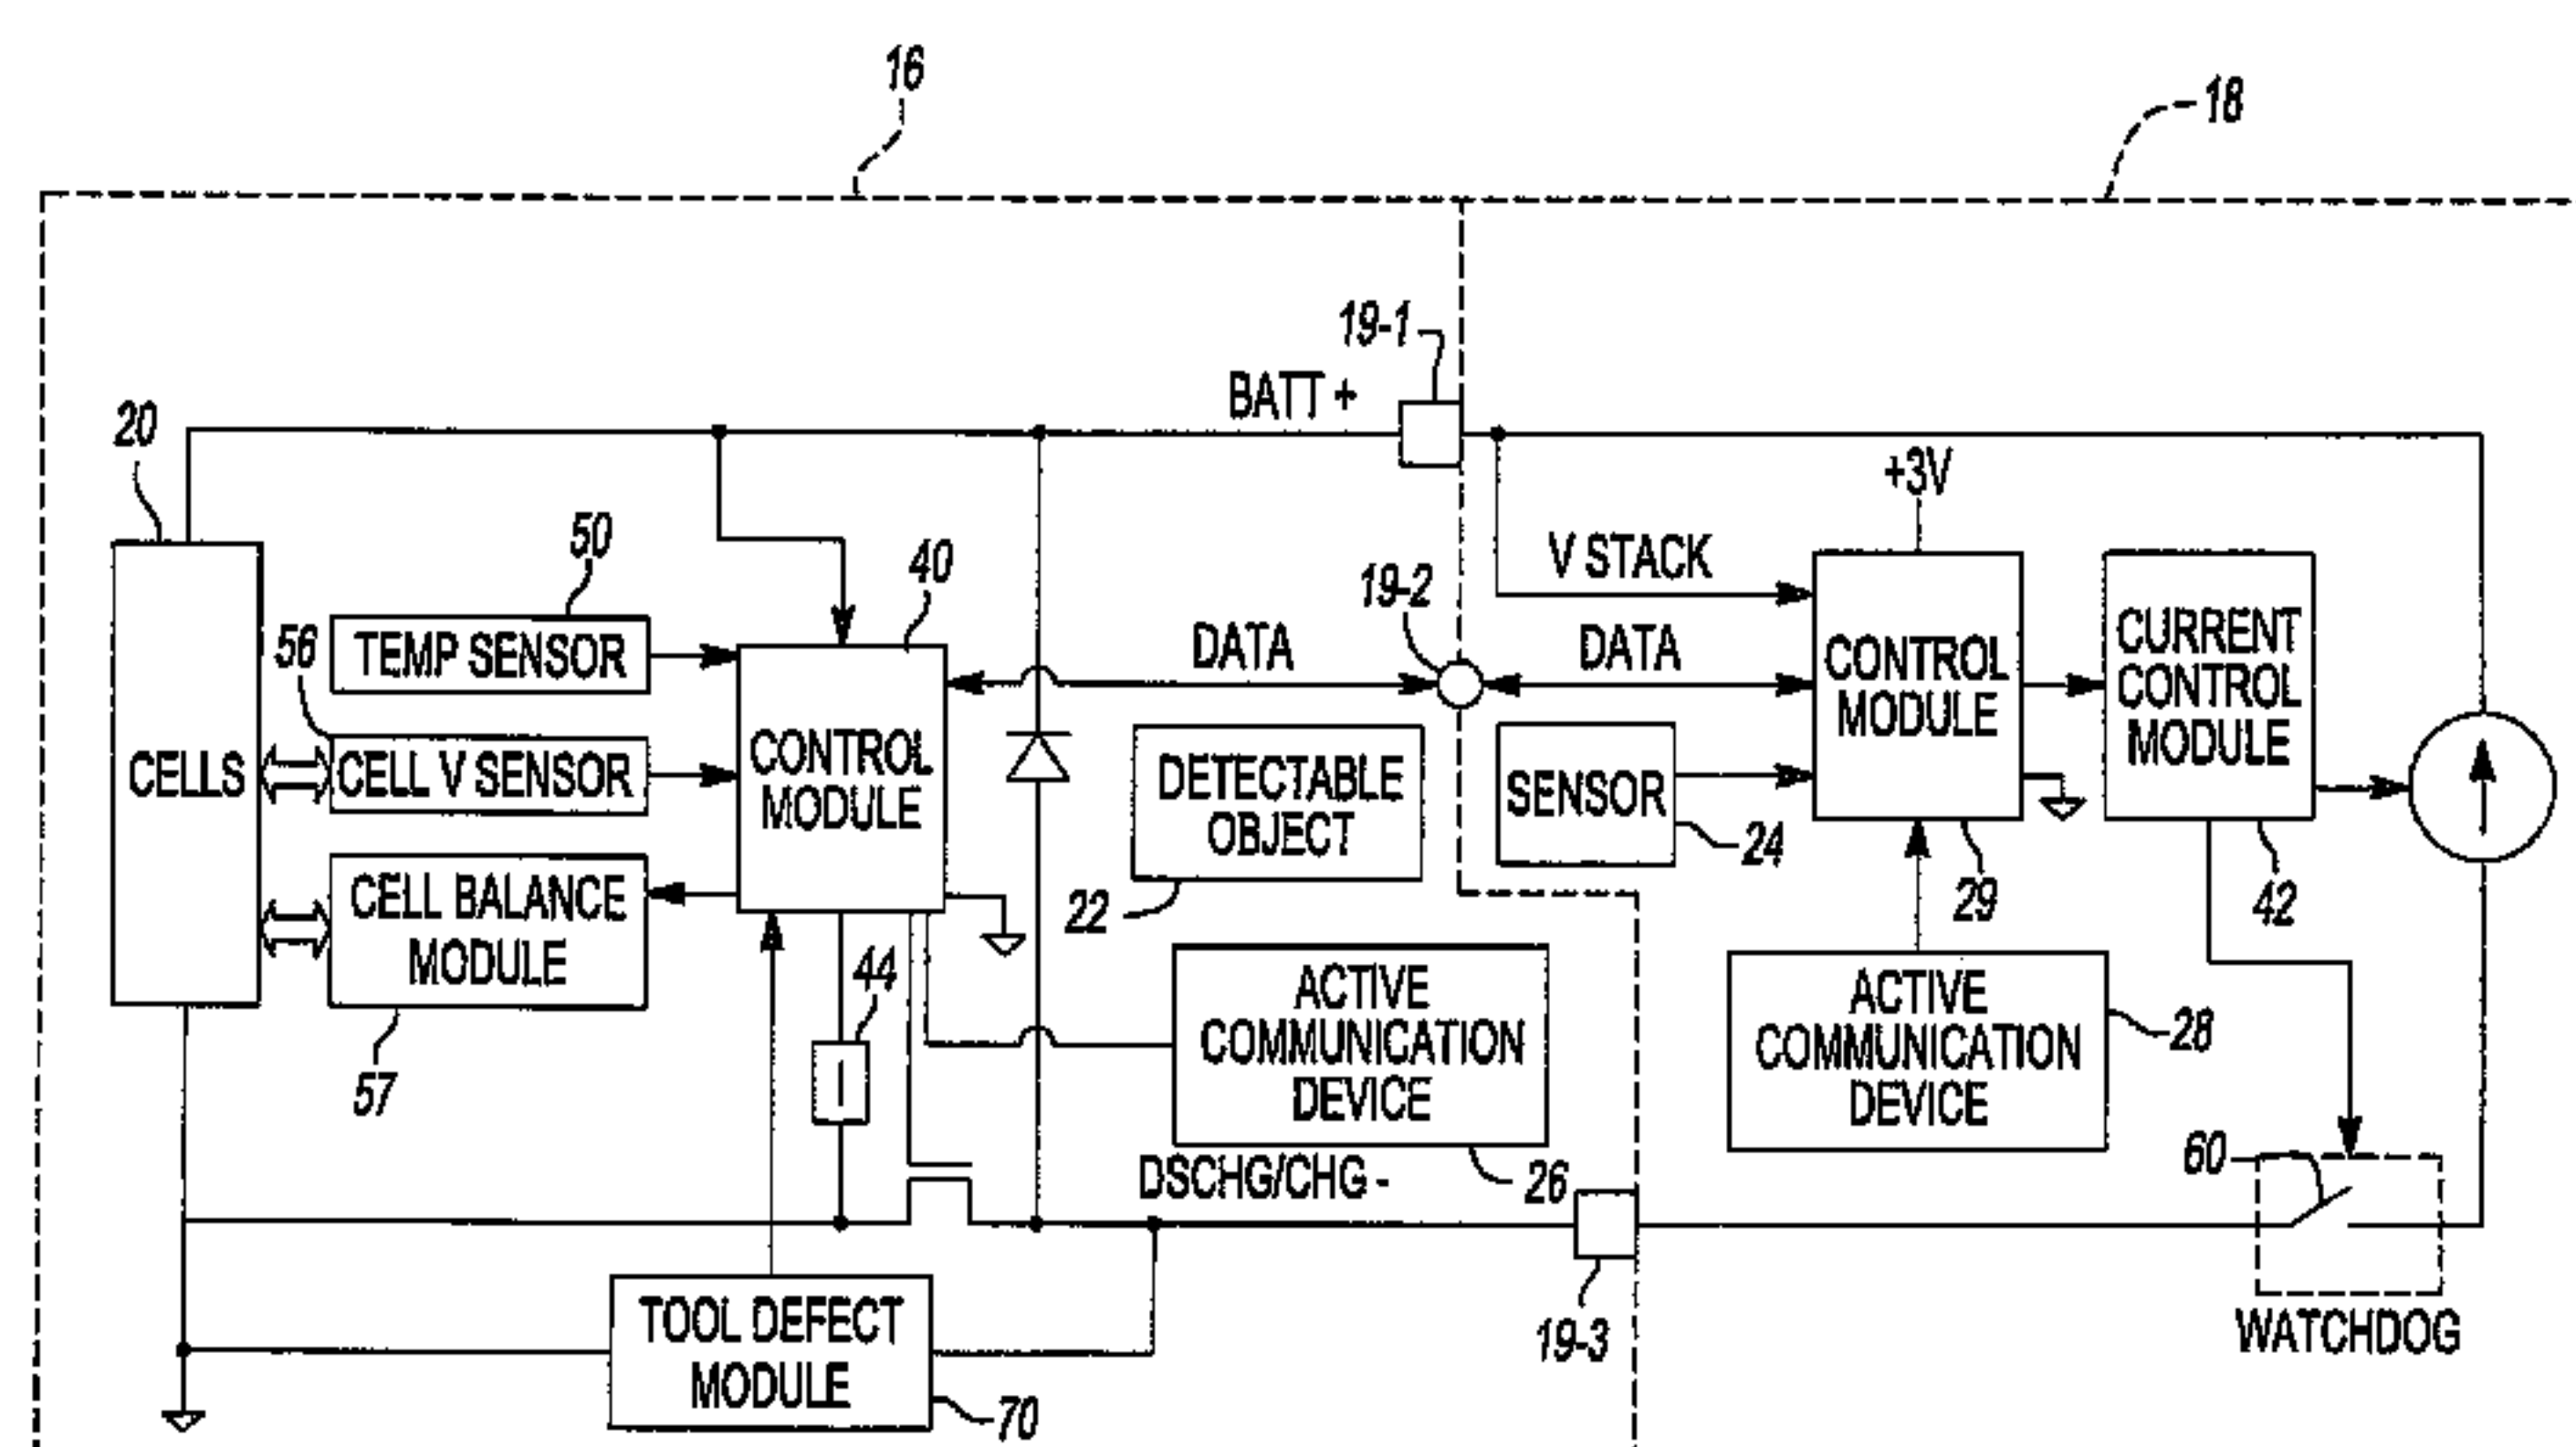 16
18
19-1
BATT +
20
+3V
50
V STACK
40
19-2
56
TEMP SENSOR
DATA
DATA
CONTROL
MODULE
CURRENT
CONTROL
MODULE
CELLS
CELL V SENSOR
CONTROL
MODULE
DETECTABLE
OBJECT
SENSOR
24
22
29
42
CELL BALANCE
MODULE
44
57
ACTIVE
COMMUNICATION
DEVICE
ACTIVE
COMMUNICATION
DEVICE
28
DSCHG/CHG -
26
60
19-3
WATCHDOG
TOOL DEFECT
MODULE
70